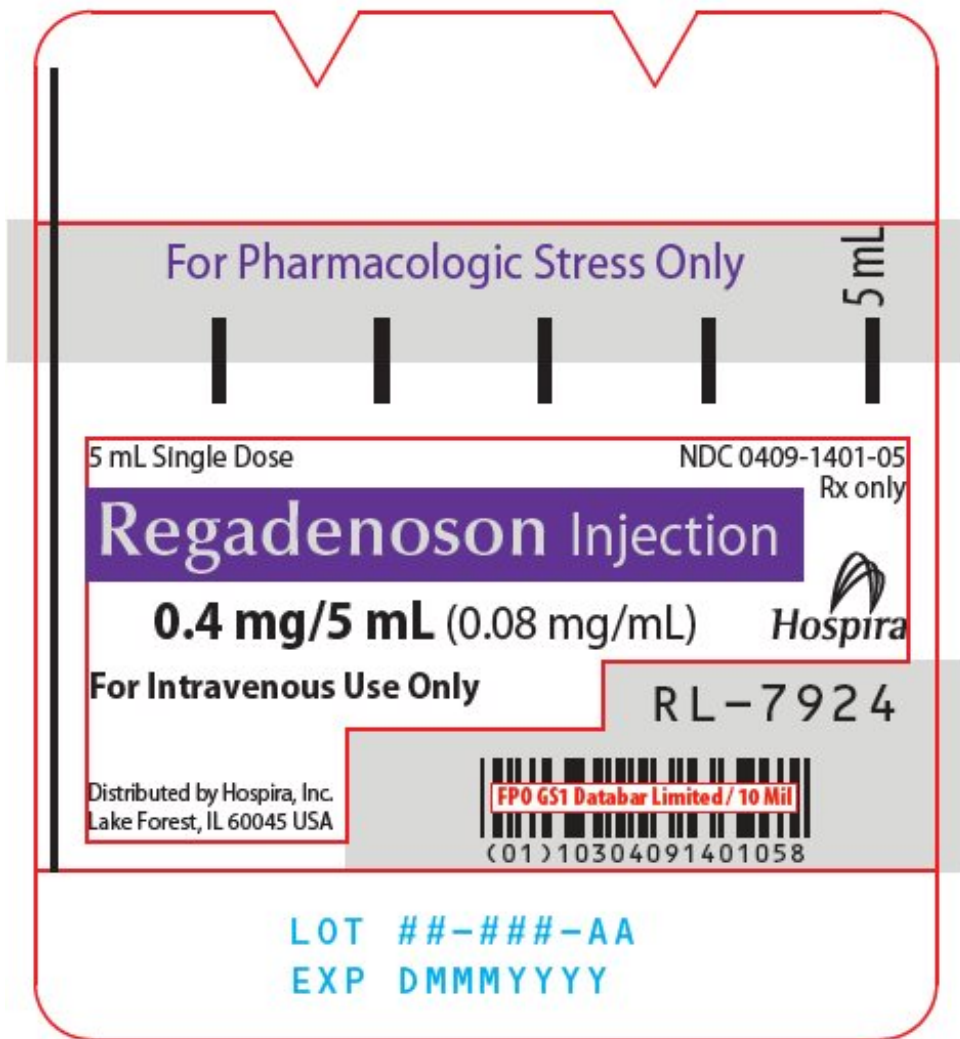 For Pharmacologic Stress Only
5 mL
5 mL Single Dose
NDC 0409-1401-05
Rx only
Regadenoson Injection
0.4 mg/5 mL (0.08 mg/mL)
Hospira
For Intravenous Use Only
RL-7924
Distributed by Hospira, Inc.
Lake Forest, IL 60045 USA
FPO GS1 Databar Limited / 10 Mil
(01)10304091401058
LOT ##-###-AA
EXP DMMMYYYY